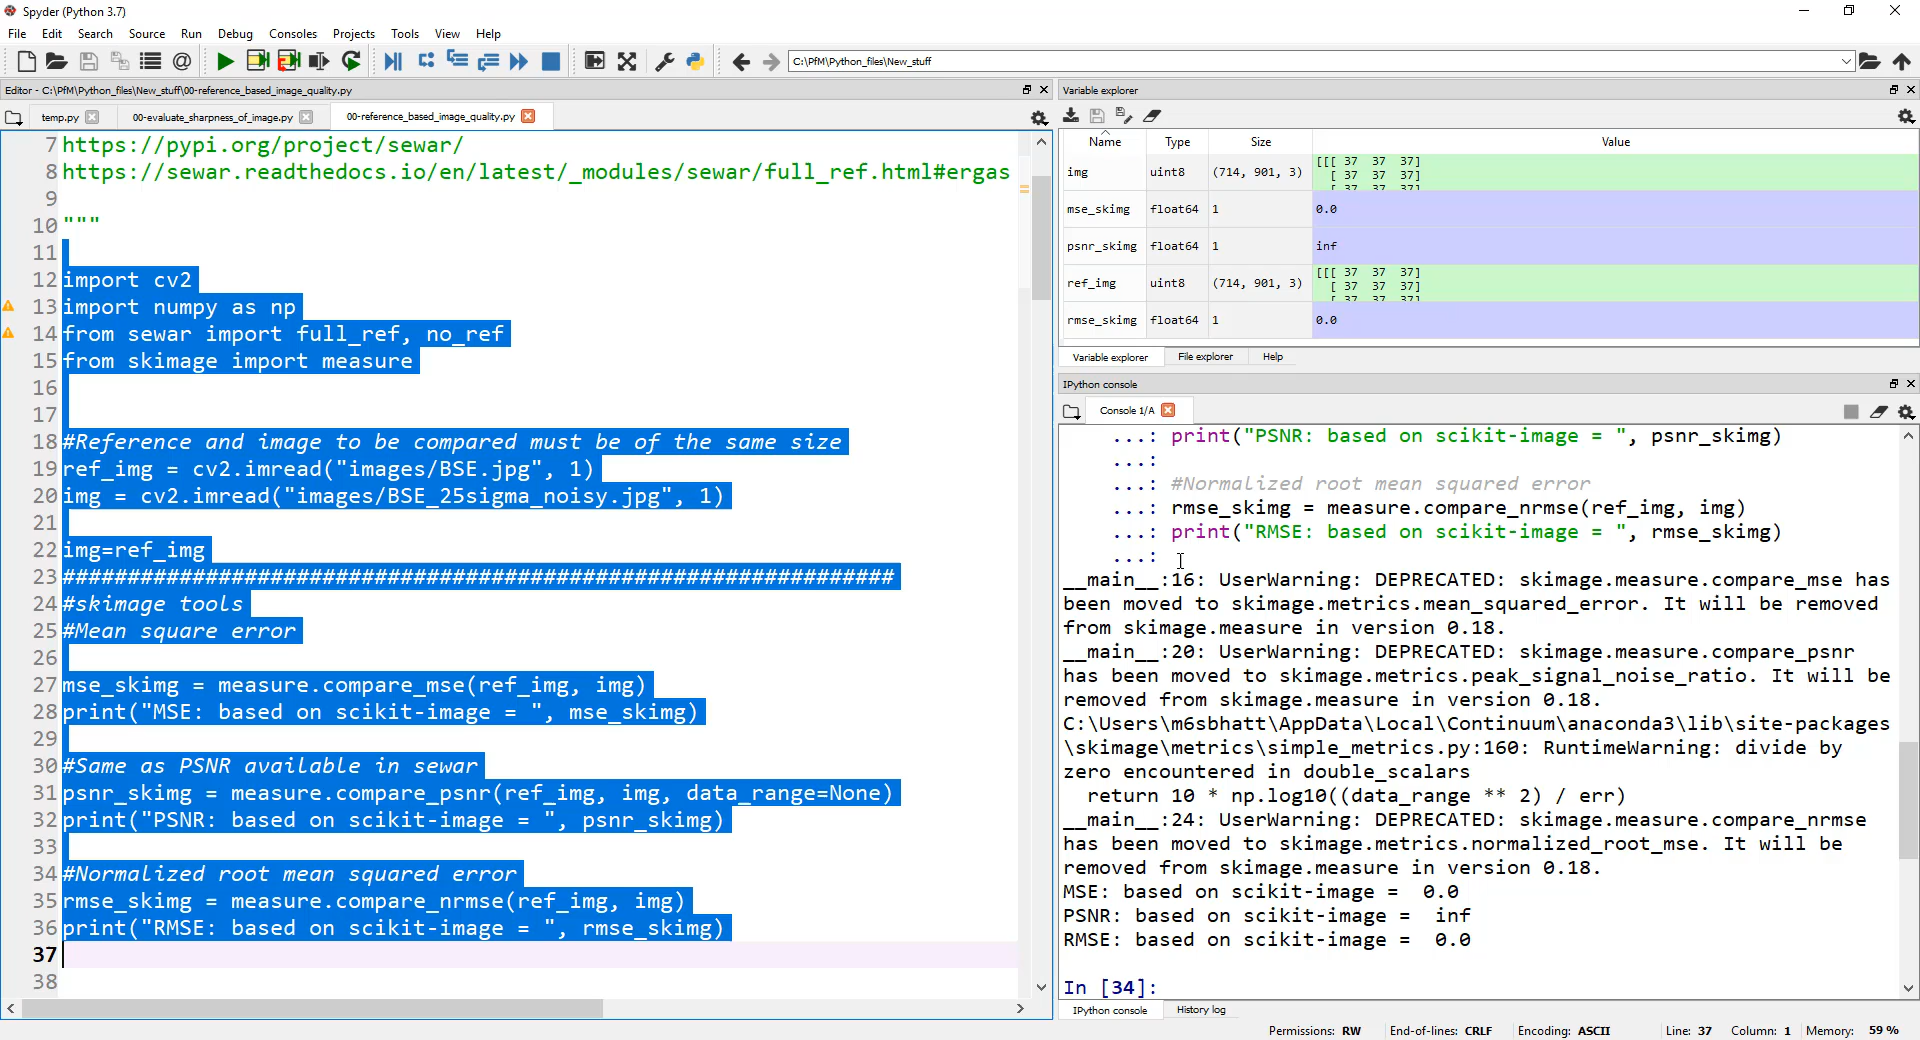 Spyder (Python 3.7)
File Edit Search Source Run Debug Consoles Projects Tools View Help
C:\PfM\Python_files\New_stuff
Editor - C:\PfM\Python_files\New_stuff\00-reference_based_image_quality.py
temp.py 00-evaluate_sharpness_of_image.py 00-reference_based_image_quality.py
7 https://pypi.org/project/sewar/
8 https://sewar.readthedocs.io/en/latest/_modules/sewar/full_ref.html#ergas
9
10 """
11
12 import cv2
13 import numpy as np
14 from sewar import full_ref, no_ref
15 from skimage import measure
16
17
18 #Reference and image to be compared must be of the same size
19 ref_img = cv2.imread("images/BSE.jpg", 1)
20 img = cv2.imread("images/BSE_25sigma_noisy.jpg", 1)
21
22 img=ref_img
23 ################################################################
24 #skimage tools
25 #Mean square error
26
27 mse_skimg = measure.compare_mse(ref_img, img)
28 print("MSE: based on scikit-image = ", mse_skimg)
29
30 #Same as PSNR available in sewar
31 psnr_skimg = measure.compare_psnr(ref_img, img, data_range=None)
32 print("PSNR: based on scikit-image = ", psnr_skimg)
33
34 #Normalized root mean squared error
35 rmse_skimg = measure.compare_nrmse(ref_img, img)
36 print("RMSE: based on scikit-image = ", rmse_skimg)
37
38
Variable explorer
Name Type Size Value
img uint8 (714, 901, 3) [[[ 37 37 37]
[ 37 37 37]
[ 37 37 37]
mse_skimg float64 1 0.0
psnr_skimg float64 1 inf
ref_img uint8 (714, 901, 3) [[[ 37 37 37]
[ 37 37 37]
[ 37 37 37]
rmse_skimg float64 1 0.0
Variable explorer File explorer Help
IPython console
Console 1/A
...: print("PSNR: based on scikit-image = ", psnr_skimg)
...:
...: #Normalized root mean squared error
...: rmse_skimg = measure.compare_nrmse(ref_img, img)
...: print("RMSE: based on scikit-image = ", rmse_skimg)
...:
__main__:16: UserWarning: DEPRECATED: skimage.measure.compare_mse has
been moved to skimage.metrics.mean_squared_error. It will be removed
from skimage.measure in version 0.18.
__main__:20: UserWarning: DEPRECATED: skimage.measure.compare_psnr
has been moved to skimage.metrics.peak_signal_noise_ratio. It will be
removed from skimage.measure in version 0.18.
C:\Users\m6sbhatt\AppData\Local\Continuum\anaconda3\lib\site-packages
\skimage\metrics\simple_metrics.py:160: RuntimeWarning: divide by
zero encountered in double_scalars
return 10 * np.log10((data_range ** 2) / err)
__main__:24: UserWarning: DEPRECATED: skimage.measure.compare_nrmse
has been moved to skimage.metrics.normalized_root_mse. It will be
removed from skimage.measure in version 0.18.
MSE: based on scikit-image = 0.0
PSNR: based on scikit-image = inf
RMSE: based on scikit-image = 0.0
In [34]:
IPython console History log
Permissions: RW End-of-lines: CRLF Encoding: ASCII Line: 37 Column: 1 Memory: 59 %